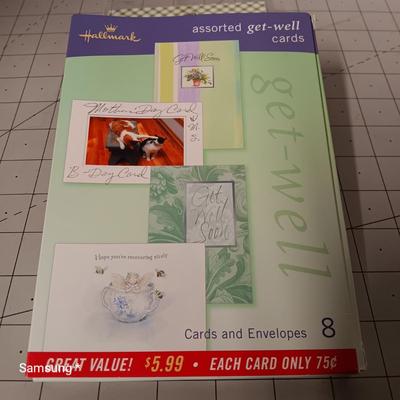 Hallmark
assorted get-well
cards
Get Well Soon
get-well
Mothers Day Card
B-Day Card
Get
Well
Soon
Hope you're recovering nicely
Cards and Envelopes 8
GREAT VALUE! $5.99 • EACH CARD ONLY 75¢
Samsung